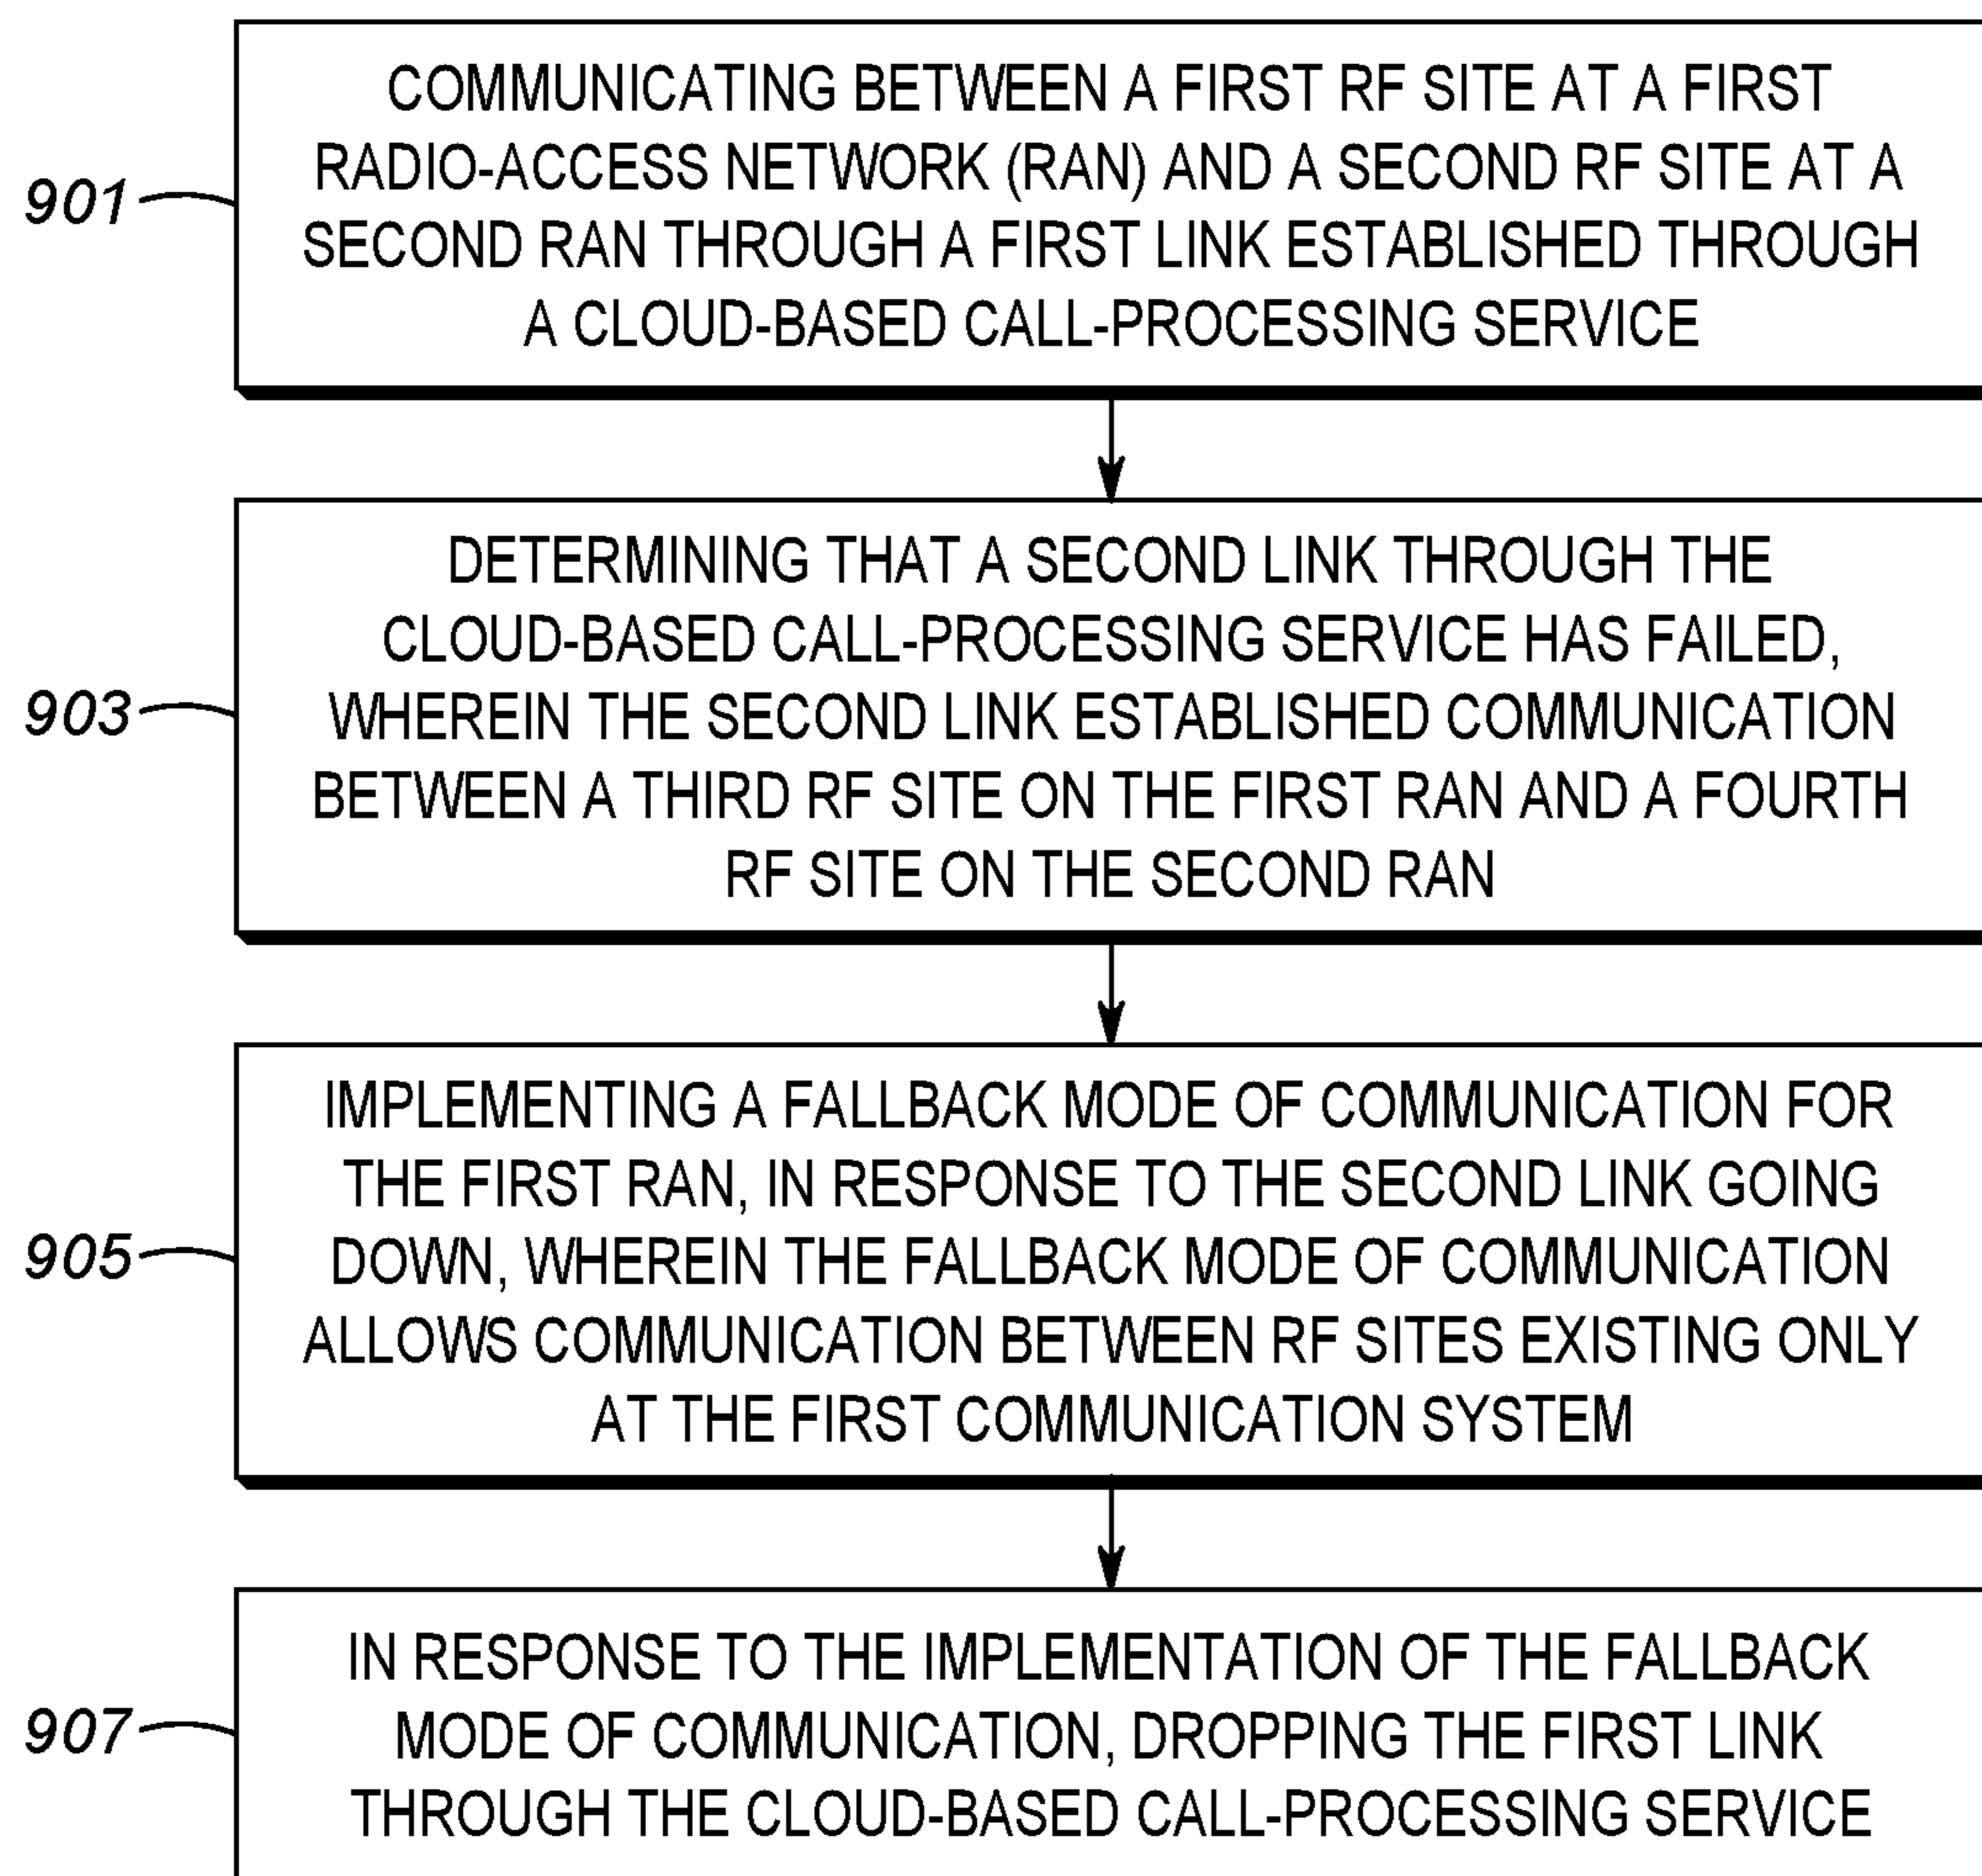 COMMUNICATING BETWEEN A FIRST RF SITE AT A FIRST
RADIO-ACCESS NETWORK (RAN) AND A SECOND RF SITE AT A
901
SECOND RAN THROUGH A FIRST LINK ESTABLISHED THROUGH
A CLOUD-BASED CALL-PROCESSING SERVICE
DETERMINING THAT A SECOND LINK THROUGH THE
CLOUD-BASED CALL-PROCESSING SERVICE HAS FAILED,
903
WHEREIN THE SECOND LINK ESTABLISHED COMMUNICATION
BETWEEN A THIRD RF SITE ON THE FIRST RAN AND A FOURTH
RF SITE ON THE SECOND RAN
IMPLEMENTING A FALLBACK MODE OF COMMUNICATION FOR
THE FIRST RAN, IN RESPONSE TO THE SECOND LINK GOING
905
DOWN, WHEREIN THE FALLBACK MODE OF COMMUNICATION
ALLOWS COMMUNICATION BETWEEN RF SITES EXISTING ONLY
AT THE FIRST COMMUNICATION SYSTEM
IN RESPONSE TO THE IMPLEMENTATION OF THE FALLBACK
907
MODE OF COMMUNICATION, DROPPING THE FIRST LINK
THROUGH THE CLOUD-BASED CALL-PROCESSING SERVICE